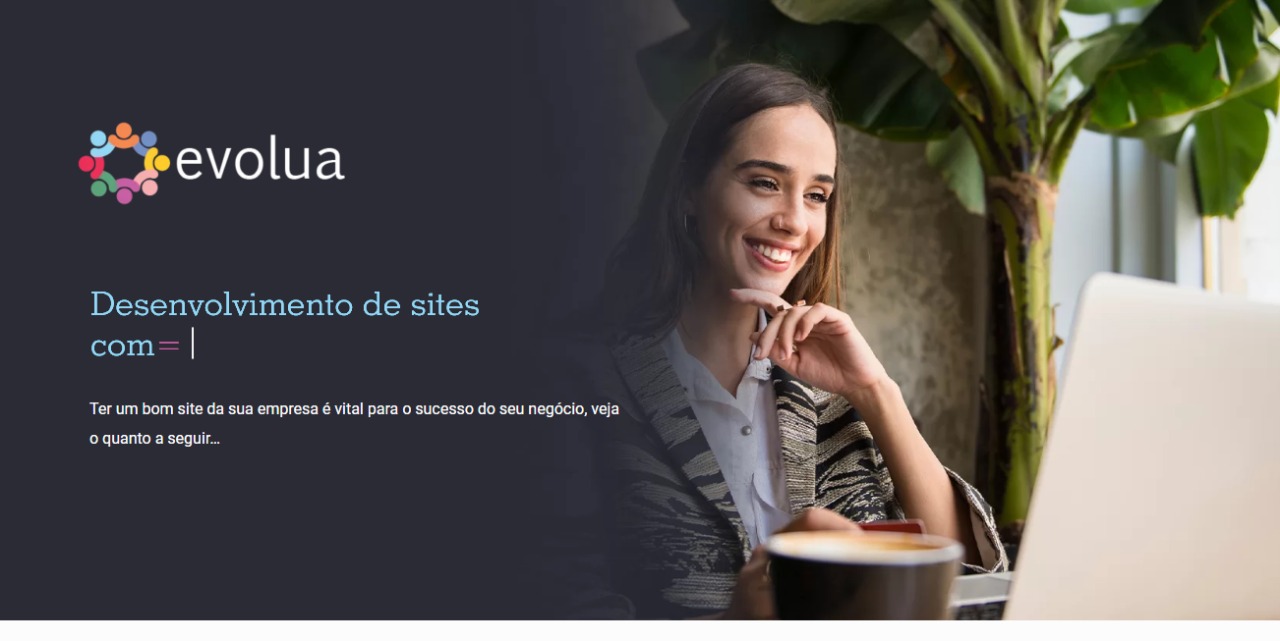 evolua
Desenvolvimento de sites
com=
Ter um bom site da sua empresa é vital para o sucesso do seu negócio, veja
o quanto a seguir...